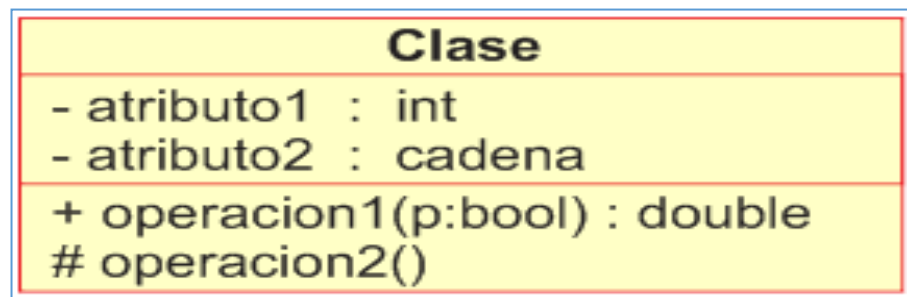 Clase
- atributo1 : int
- atributo2 : cadena
+ operacion1(p:bool) : double
# operacion2()